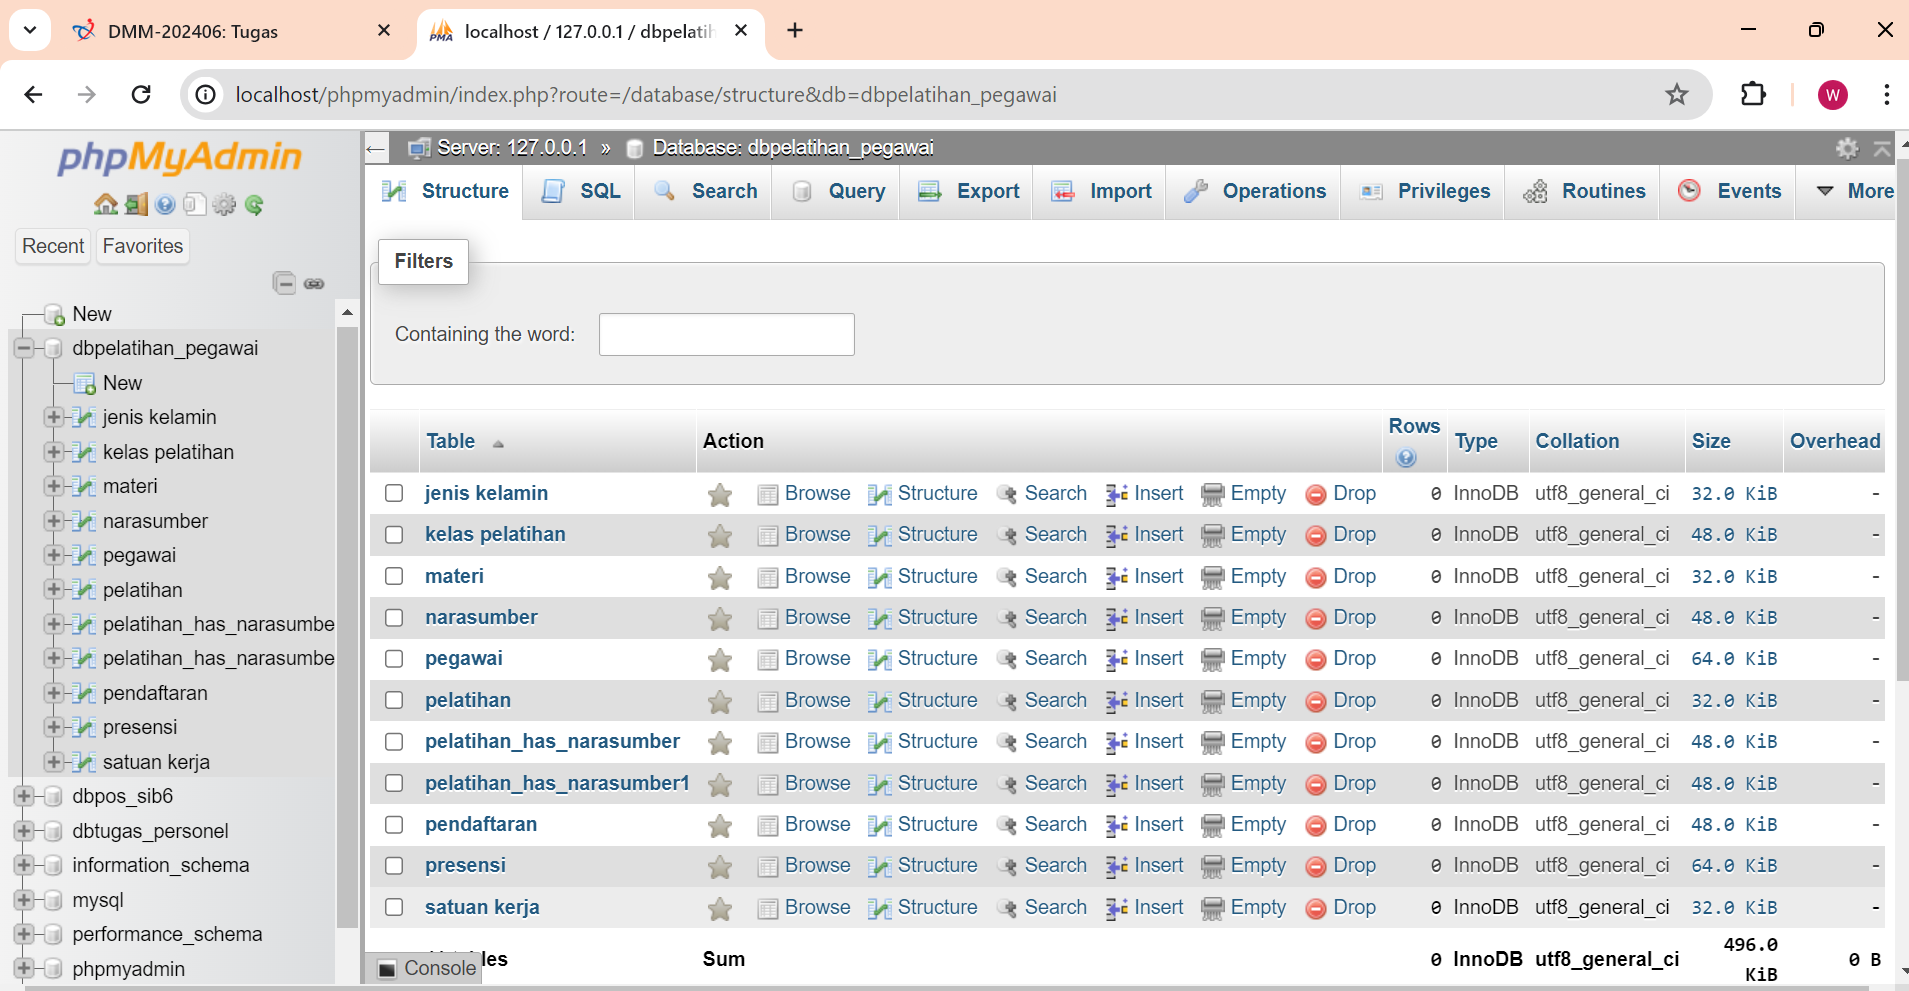 DMM-202406: Tugas
localhost / 127.0.0.1 / dbpelatih
localhost/phpmyadmin/index.php?route=/database/structure&db=dbpelatihan_pegawai
W
phpMyAdmin
Recent Favorites
New
dbpelatihan_pegawai
New
jenis kelamin
kelas pelatihan
materi
narasumber
pegawai
pelatihan
pelatihan_has_narasumbe
pelatihan_has_narasumbe
pendaftaran
presensi
satuan kerja
dbpos_sib6
dbtugas_personel
information_schema
mysql
performance_schema
phpmyadmin
Server: 127.0.0.1 » Database: dbpelatihan_pegawai
Structure SQL Search Query Export Import Operations Privileges Routines Events More
Filters
Containing the word:
Table Action Rows Type Collation Size Overhead
jenis kelamin Browse Structure Search Insert Empty Drop 0 InnoDB utf8_general_ci 32.0 KiB -
kelas pelatihan Browse Structure Search Insert Empty Drop 0 InnoDB utf8_general_ci 48.0 KiB -
materi Browse Structure Search Insert Empty Drop 0 InnoDB utf8_general_ci 32.0 KiB -
narasumber Browse Structure Search Insert Empty Drop 0 InnoDB utf8_general_ci 48.0 KiB -
pegawai Browse Structure Search Insert Empty Drop 0 InnoDB utf8_general_ci 64.0 KiB -
pelatihan Browse Structure Search Insert Empty Drop 0 InnoDB utf8_general_ci 32.0 KiB -
pelatihan_has_narasumber Browse Structure Search Insert Empty Drop 0 InnoDB utf8_general_ci 48.0 KiB -
pelatihan_has_narasumber1 Browse Structure Search Insert Empty Drop 0 InnoDB utf8_general_ci 48.0 KiB -
pendaftaran Browse Structure Search Insert Empty Drop 0 InnoDB utf8_general_ci 48.0 KiB -
presensi Browse Structure Search Insert Empty Drop 0 InnoDB utf8_general_ci 64.0 KiB -
satuan kerja Browse Structure Search Insert Empty Drop 0 InnoDB utf8_general_ci 32.0 KiB -
Sum 0 InnoDB utf8_general_ci 496.0 KiB 0 B
Console